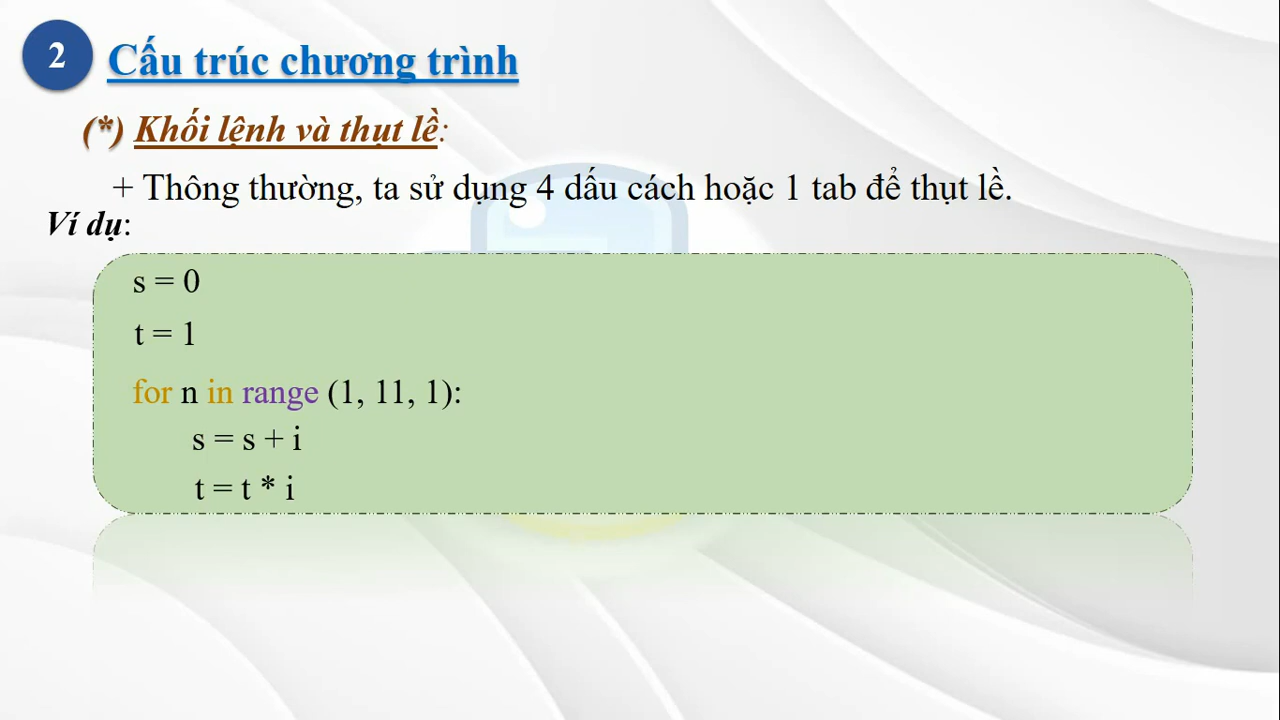 2
Cấu trúc chương trình
(*) Khối lệnh và thụt lề:
+ Thông thường, ta sử dụng 4 dấu cách hoặc 1 tab để thụt lề.
Ví dụ:
s = 0
t = 1
for n in range (1, 11, 1):
s = s + i
t = t * i